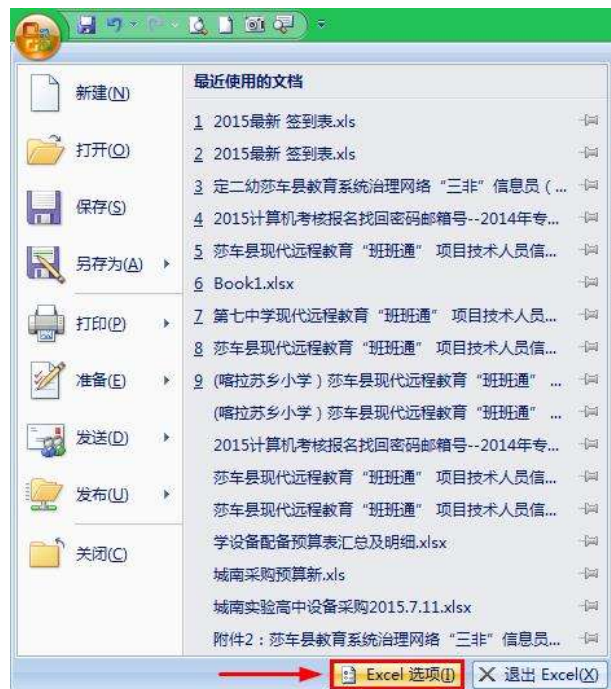 最近使用的文档
新建(N)
打开(O)
保存(S)
另存为(A)
打印(P)
准备(E)
发送(D)
发布(U)
关闭(C)
1 2015最新 签到表.xls
2 2015最新 签到表.xls
3 定二幼莎车县教育系统治理网络“三非”信息员 ( ...
4 2015计算机考核报名找回密码邮箱号--2014年专...
5 莎车县现代远程教育“班班通” 项目技术人员信...
6 Book1.xlsx
7 第七中学现代远程教育“班班通” 项目技术人员...
8 莎车县现代远程教育“班班通” 项目技术人员信...
9 (喀拉苏乡小学 ) 莎车县现代远程教育“班班通” ...
(喀拉苏乡小学 ) 莎车县现代远程教育“班班通” ...
2015计算机考核报名找回密码邮箱号--2014年专...
莎车县现代远程教育“班班通” 项目技术人员信...
莎车县现代远程教育“班班通” 项目技术人员信...
学设备配备预算表汇总及明细.xlsx
城南采购预算新.xls
城南实验高中设备采购2015.7.11.xlsx
附件2：莎车县教育系统治理网络“三非”信息员...
Excel 选项(I)
退出 Excel(X)